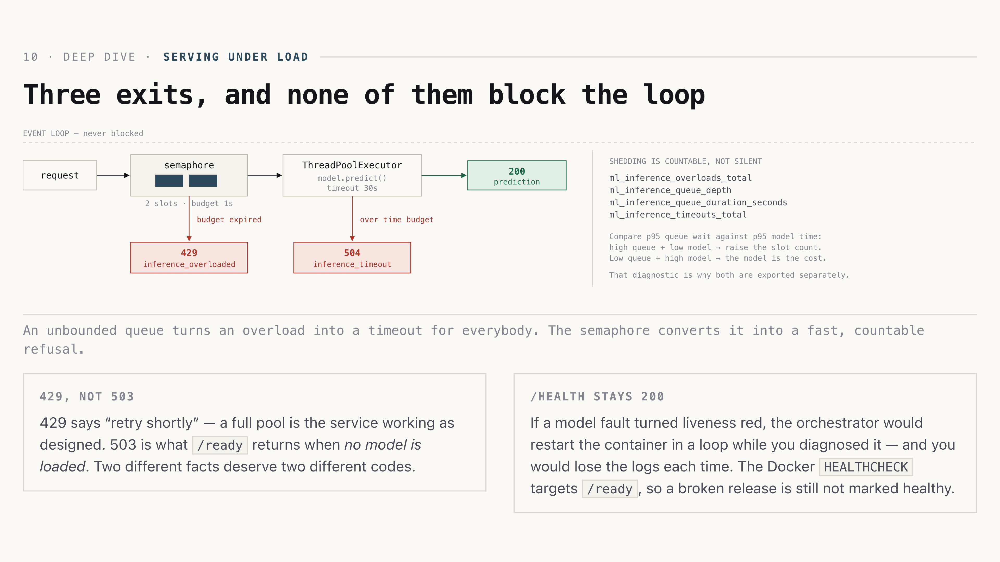 10 · DEEP DIVE · SERVING UNDER LOAD
Three exits, and none of them block the loop
EVENT LOOP — never blocked
request
semaphore
2 slots · budget 1s
ThreadPoolExecutor
model.predict()
timeout 30s
200
prediction
budget expired
over time budget
429
inference_overloaded
504
inference_timeout
SHEDDING IS COUNTABLE, NOT SILENT
ml_inference_overloads_total
ml_inference_queue_depth
ml_inference_queue_duration_seconds
ml_inference_timeouts_total
Compare p95 queue wait against p95 model time:
high queue + low model → raise the slot count.
Low queue + high model → the model is the cost.
That diagnostic is why both are exported separately.
An unbounded queue turns an overload into a timeout for everybody. The semaphore converts it into a fast, countable
refusal.
429, NOT 503
429 says “retry shortly” — a full pool is the service working as
designed. 503 is what /ready returns when no model is
loaded. Two different facts deserve two different codes.
/HEALTH STAYS 200
If a model fault turned liveness red, the orchestrator would
restart the container in a loop while you diagnosed it — and you
would lose the logs each time. The Docker HEALTHCHECK
targets /ready, so a broken release is still not marked healthy.